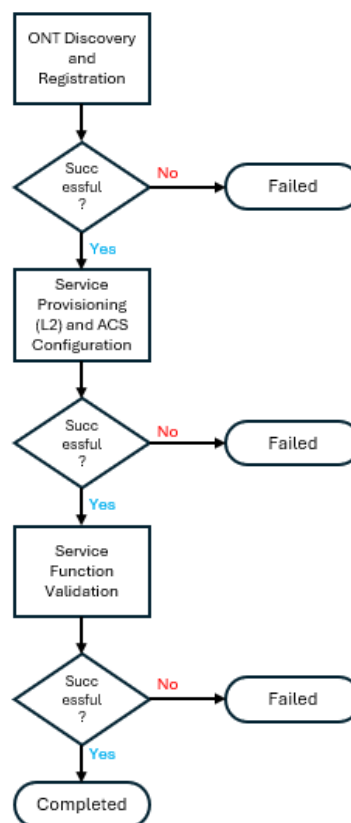 ONT Discovery
and
Registration
Succ
essful
?
No
Failed
Yes
Service
Provisioning
(L2) and ACS
Configuration
Succ
essful
?
No
Failed
Yes
Service
Function
Validation
Succ
essful
?
No
Failed
Yes
Completed